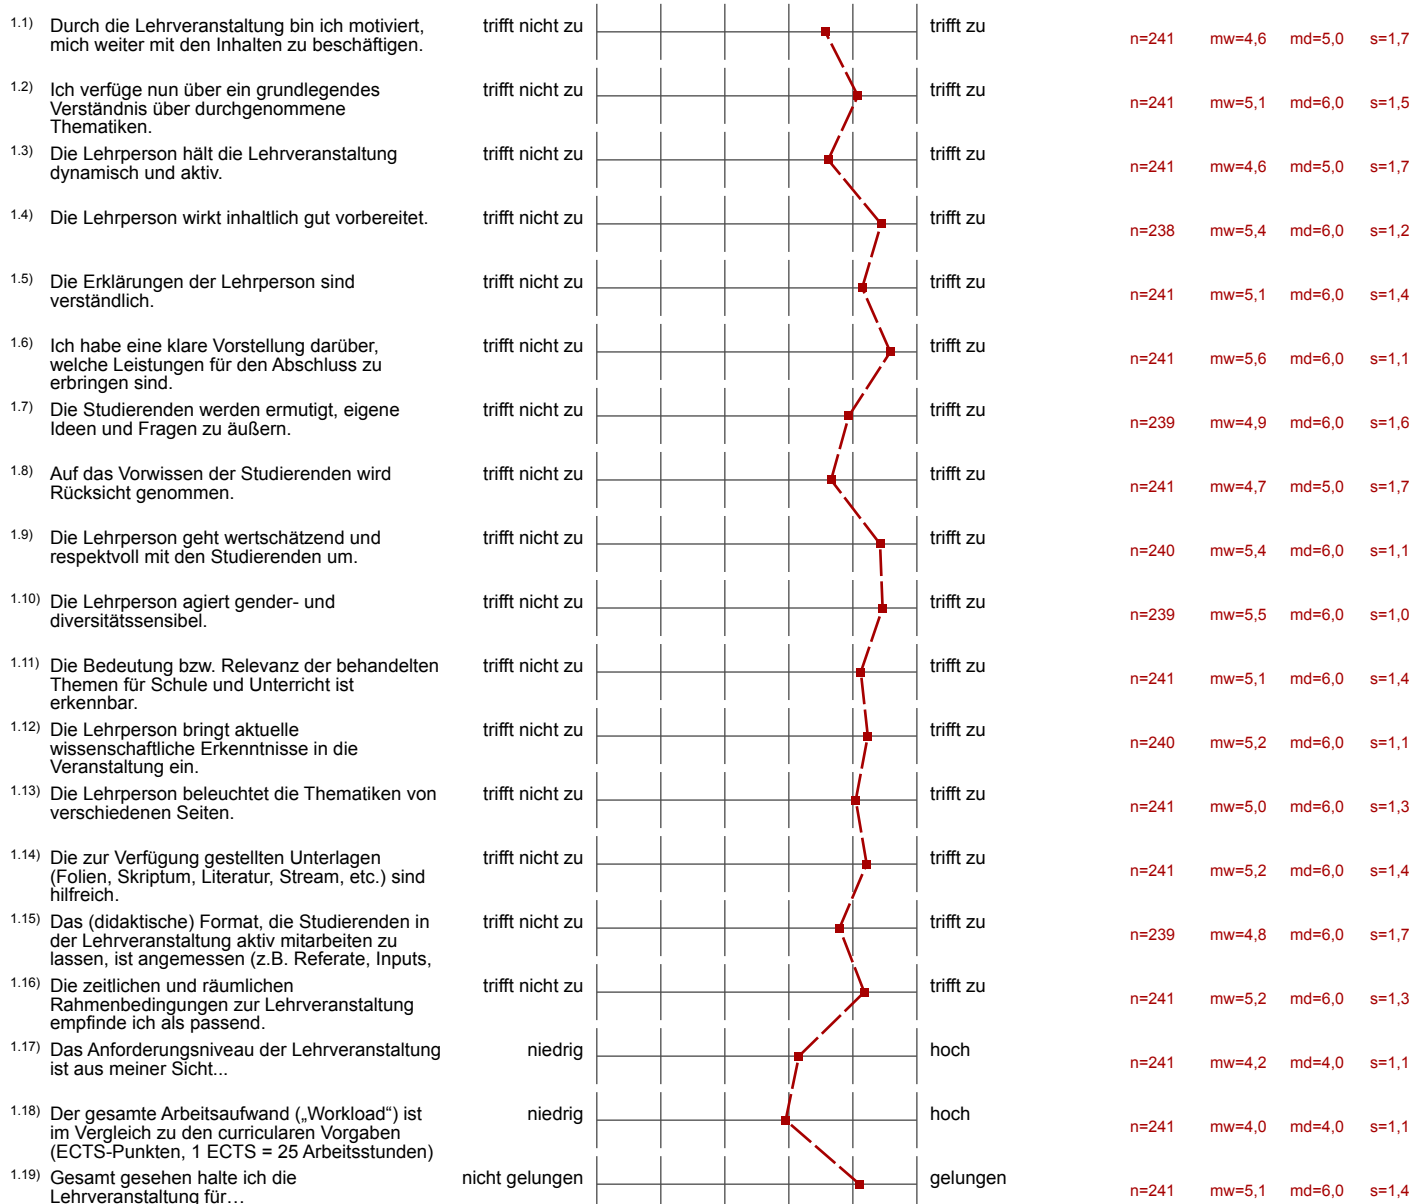 1.1) Durch die Lehrveranstaltung bin ich motiviert, trifft nicht zu trifft zu
mich weiter mit den Inhalten zu beschäftigen. n=241 mw=4,6 md=5,0 s=1,7
1.2) Ich verfüge nun über ein grundlegendes trifft nicht zu trifft zu
Verständnis über durchgenommene n=241 mw=5,1 md=6,0 s=1,5
Thematiken.
1.3) Die Lehrperson hält die Lehrveranstaltung trifft nicht zu trifft zu
dynamisch und aktiv. n=241 mw=4,6 md=5,0 s=1,7
1.4) Die Lehrperson wirkt inhaltlich gut vorbereitet. trifft nicht zu trifft zu
n=238 mw=5,4 md=6,0 s=1,2
1.5) Die Erklärungen der Lehrperson sind trifft nicht zu trifft zu
verständlich. n=241 mw=5,1 md=6,0 s=1,4
1.6) Ich habe eine klare Vorstellung darüber, trifft nicht zu trifft zu
welche Leistungen für den Abschluss zu n=241 mw=5,6 md=6,0 s=1,1
erbringen sind.
1.7) Die Studierenden werden ermutigt, eigene trifft nicht zu trifft zu
Ideen und Fragen zu äußern. n=239 mw=4,9 md=6,0 s=1,6
1.8) Auf das Vorwissen der Studierenden wird trifft nicht zu trifft zu
Rücksicht genommen. n=241 mw=4,7 md=5,0 s=1,7
1.9) Die Lehrperson geht wertschätzend und trifft nicht zu trifft zu
respektvoll mit den Studierenden um. n=240 mw=5,4 md=6,0 s=1,1
1.10) Die Lehrperson agiert gender- und trifft nicht zu trifft zu
diversitätssensibel. n=239 mw=5,5 md=6,0 s=1,0
1.11) Die Bedeutung bzw. Relevanz der behandelten trifft nicht zu trifft zu
Themen für Schule und Unterricht ist n=241 mw=5,1 md=6,0 s=1,4
erkennbar.
1.12) Die Lehrperson bringt aktuelle trifft nicht zu trifft zu
wissenschaftliche Erkenntnisse in die n=240 mw=5,2 md=6,0 s=1,1
Veranstaltung ein.
1.13) Die Lehrperson beleuchtet die Thematiken von trifft nicht zu trifft zu
verschiedenen Seiten. n=241 mw=5,0 md=6,0 s=1,3
1.14) Die zur Verfügung gestellten Unterlagen trifft nicht zu trifft zu
(Folien, Skriptum, Literatur, Stream, etc.) sind n=241 mw=5,2 md=6,0 s=1,4
hilfreich.
1.15) Das (didaktische) Format, die Studierenden in trifft nicht zu trifft zu
der Lehrveranstaltung aktiv mitarbeiten zu n=239 mw=4,8 md=6,0 s=1,7
lassen, ist angemessen (z.B. Referate, Inputs,
1.16) Die zeitlichen und räumlichen trifft nicht zu trifft zu
Rahmenbedingungen zur Lehrveranstaltung n=241 mw=5,2 md=6,0 s=1,3
empfinde ich als passend.
1.17) Das Anforderungsniveau der Lehrveranstaltung niedrig hoch
ist aus meiner Sicht... n=241 mw=4,2 md=4,0 s=1,1
1.18) Der gesamte Arbeitsaufwand („Workload“) ist niedrig hoch
im Vergleich zu den curricularen Vorgaben n=241 mw=4,0 md=4,0 s=1,1
(ECTS-Punkten, 1 ECTS = 25 Arbeitsstunden)
1.19) Gesamt gesehen halte ich die nicht gelungen gelungen
Lehrveranstaltung für… n=241 mw=5,1 md=6,0 s=1,4